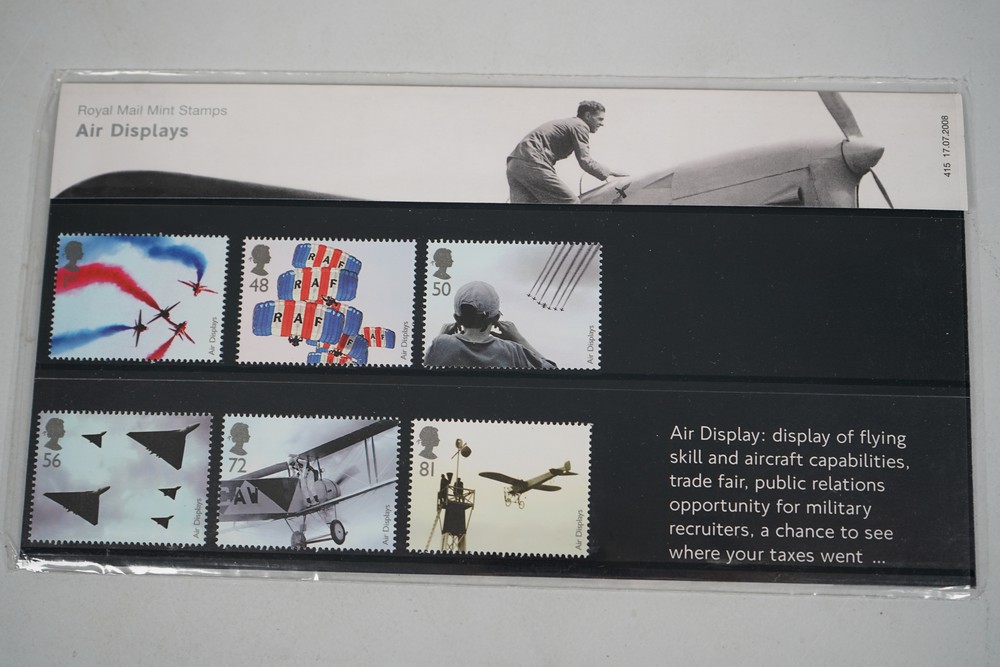 Royal Mail Mint Stamps
Air Displays
415 17.07.2008
Air Displays
48
RAF
RAF
RAF
RAF
Air Displays
50
Air Displays
56
Air Displays
72
Air Displays
81
Air Displays
Air Display: display of flying
skill and aircraft capabilities,
trade fair, public relations
opportunity for military
recruiters, a chance to see
where your taxes went ...